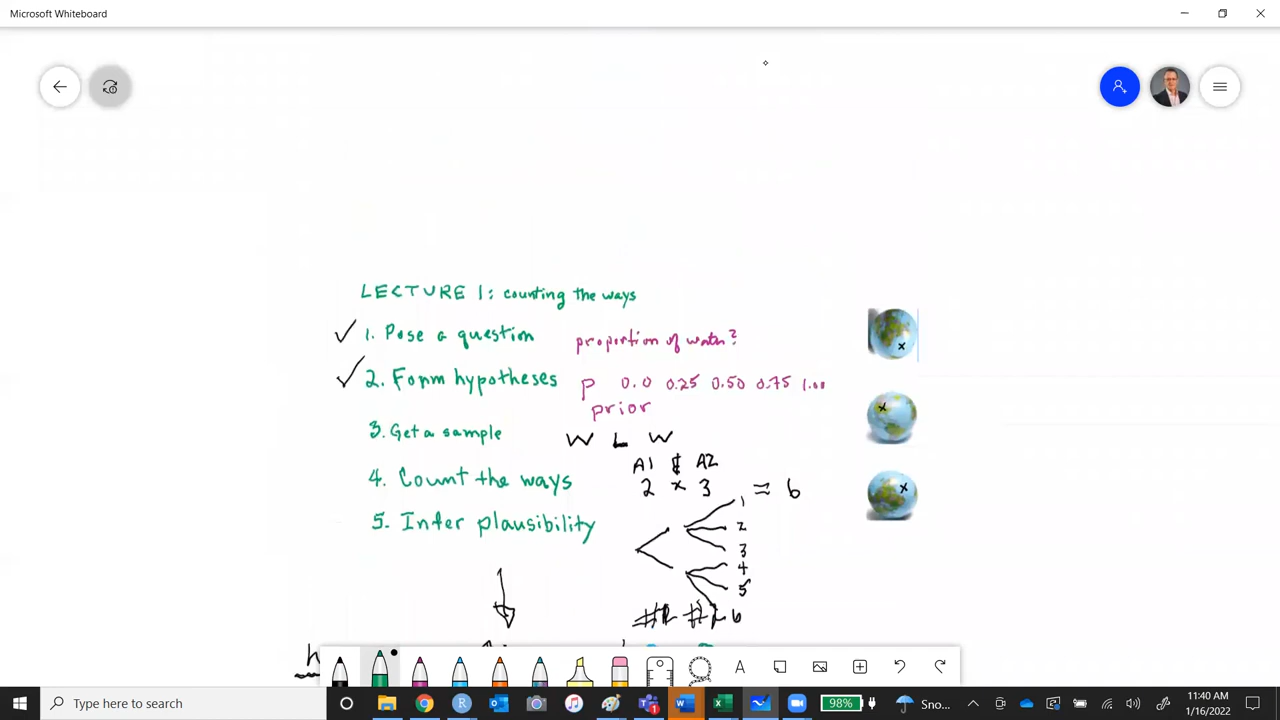 Microsoft Whiteboard
LECTURE 1: counting the ways
1. Pose a question proportion of water?
2. Form hypotheses p 0.0 0.25 0.50 0.75 1.00
prior
3. Get a sample W L W
A1 & A2
4. Count the ways 2 x 3 = 6
1
5. Infer plausibility 2
3
4
5
6
A
Type here to search
98%
Sno...
11:40 AM
1/16/2022